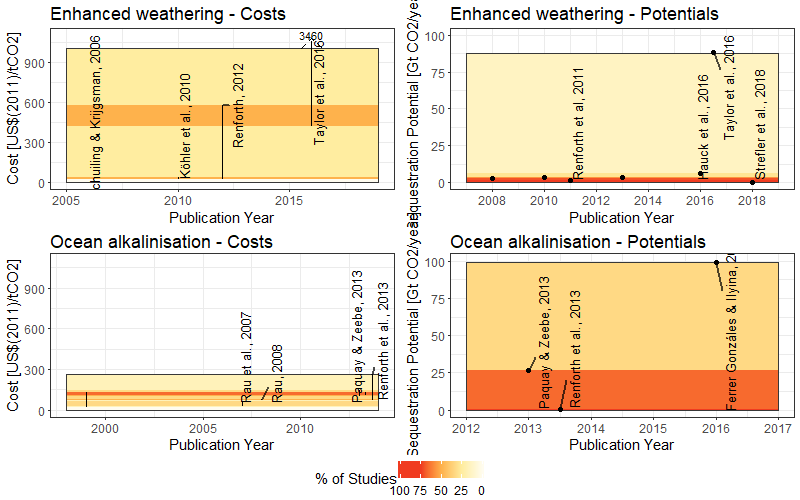 Enhanced weathering - Costs
Cost [US$(2011)/tCO2]
900
600
300
0
chuiling & Krijgsman, 2006
Köhler et al., 2010
Renforth, 2012
3460
Taylor et al., 2016
2005
2010
2015
Publication Year
Enhanced weathering - Potentials
Sequestration Potential [Gt CO2/year]
100
75
50
25
0
Renforth et al, 2011
Hauck et al., 2016
Taylor et al., 2016
Strefler et al., 2018
2008
2010
2012
2014
2016
2018
Publication Year
Ocean alkalinisation - Costs
Cost [US$(2011)/tCO2]
900
600
300
0
Rau et al., 2007
Rau, 2008
Paquay & Zeebe, 2013
Renforth et al., 2013
2000
2005
2010
Publication Year
Ocean alkalinisation - Potentials
Sequestration Potential [Gt CO2/year]
100
75
50
25
0
Paquay & Zeebe, 2013
Renforth et al., 2013
Ferrer Gonzáles & Ilyina, 20
2012
2013
2014
2015
2016
2017
Publication Year
% of Studies
100 75 50 25 0